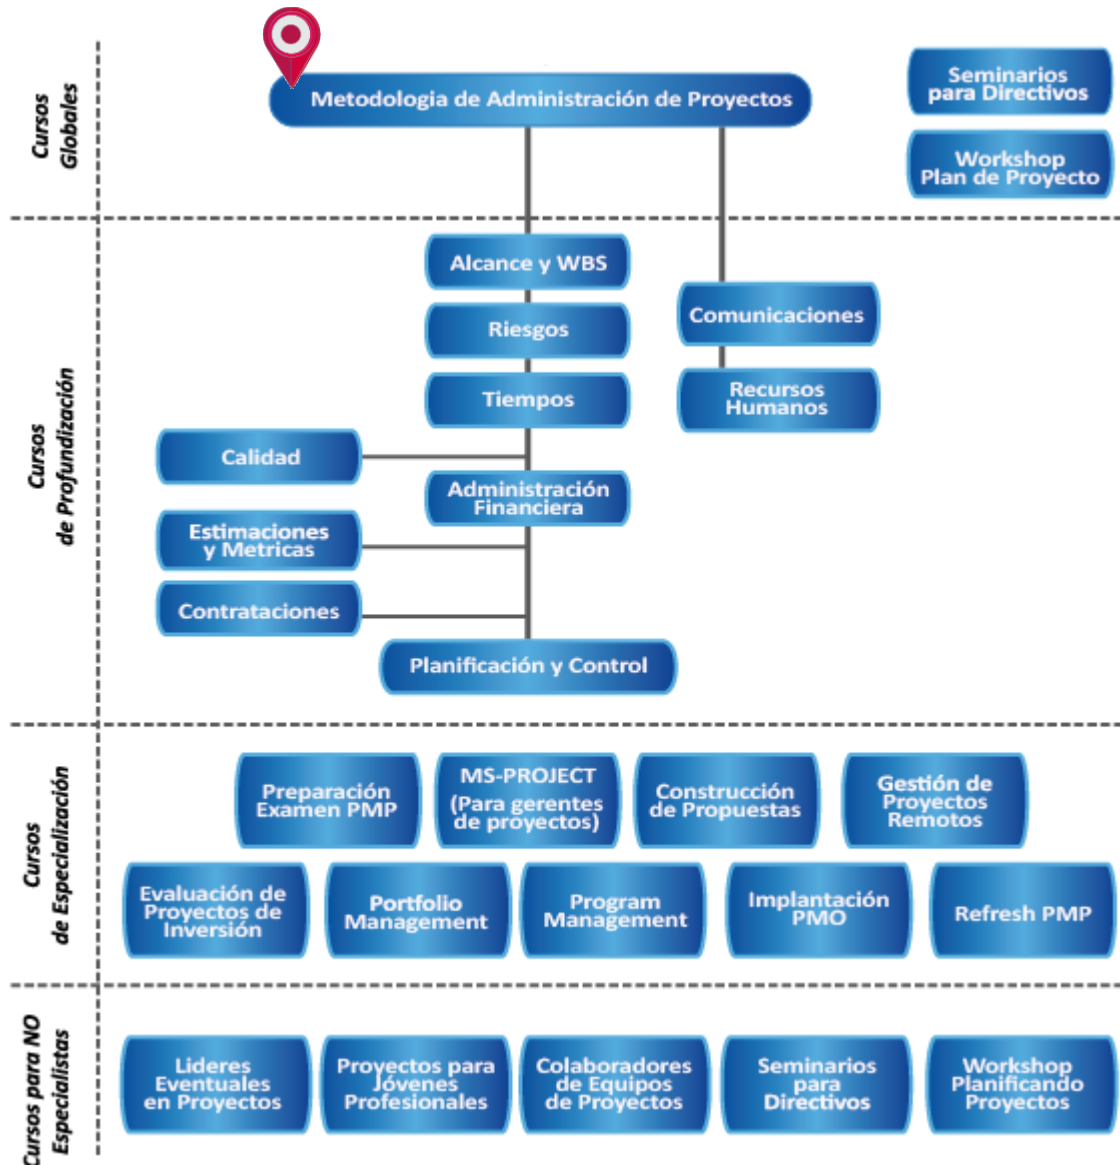 Cursos
Globales
Metodologia de Administración de Proyectos
Seminarios
para Directivos
Workshop
Plan de Proyecto
Cursos
de Profundización
Alcance y WBS
Riesgos
Tiempos
Comunicaciones
Recursos
Humanos
Calidad
Administración
Financiera
Estimaciones
y Metricas
Contrataciones
Planificación y Control
Cursos
de Especialización
Preparación
Examen PMP
MS-PROJECT
(Para gerentes
de proyectos)
Construcción
de Propuestas
Gestión de
Proyectos
Remotos
Evaluación de
Proyectos de
Inversión
Portfolio
Management
Program
Management
Implantación
PMO
Refresh PMP
Cursos para NO
Especialistas
Lideres
Eventuales
en Proyectos
Proyectos para
Jóvenes
Profesionales
Colaboradores
de Equipos
de Proyectos
Seminarios
para
Directivos
Workshop
Planificando
Proyectos